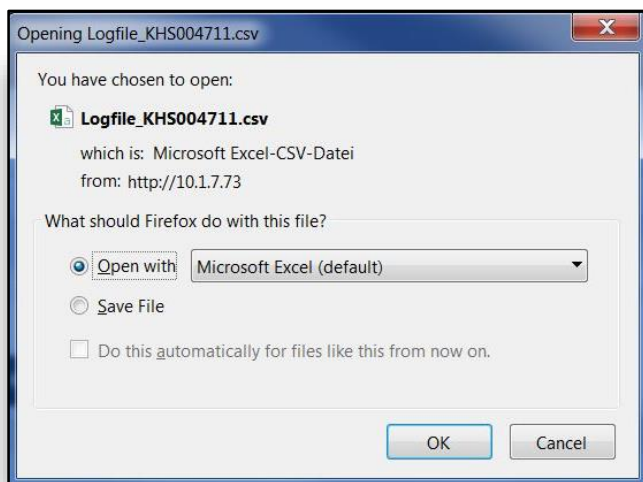 Opening Logfile_KHS004711.csv
You have chosen to open:
Logfile_KHS004711.csv
which is: Microsoft Excel-CSV-Datei
from: http://10.1.7.73
What should Firefox do with this file?
Open with Microsoft Excel (default)
Save File
Do this automatically for files like this from now on.
OK Cancel